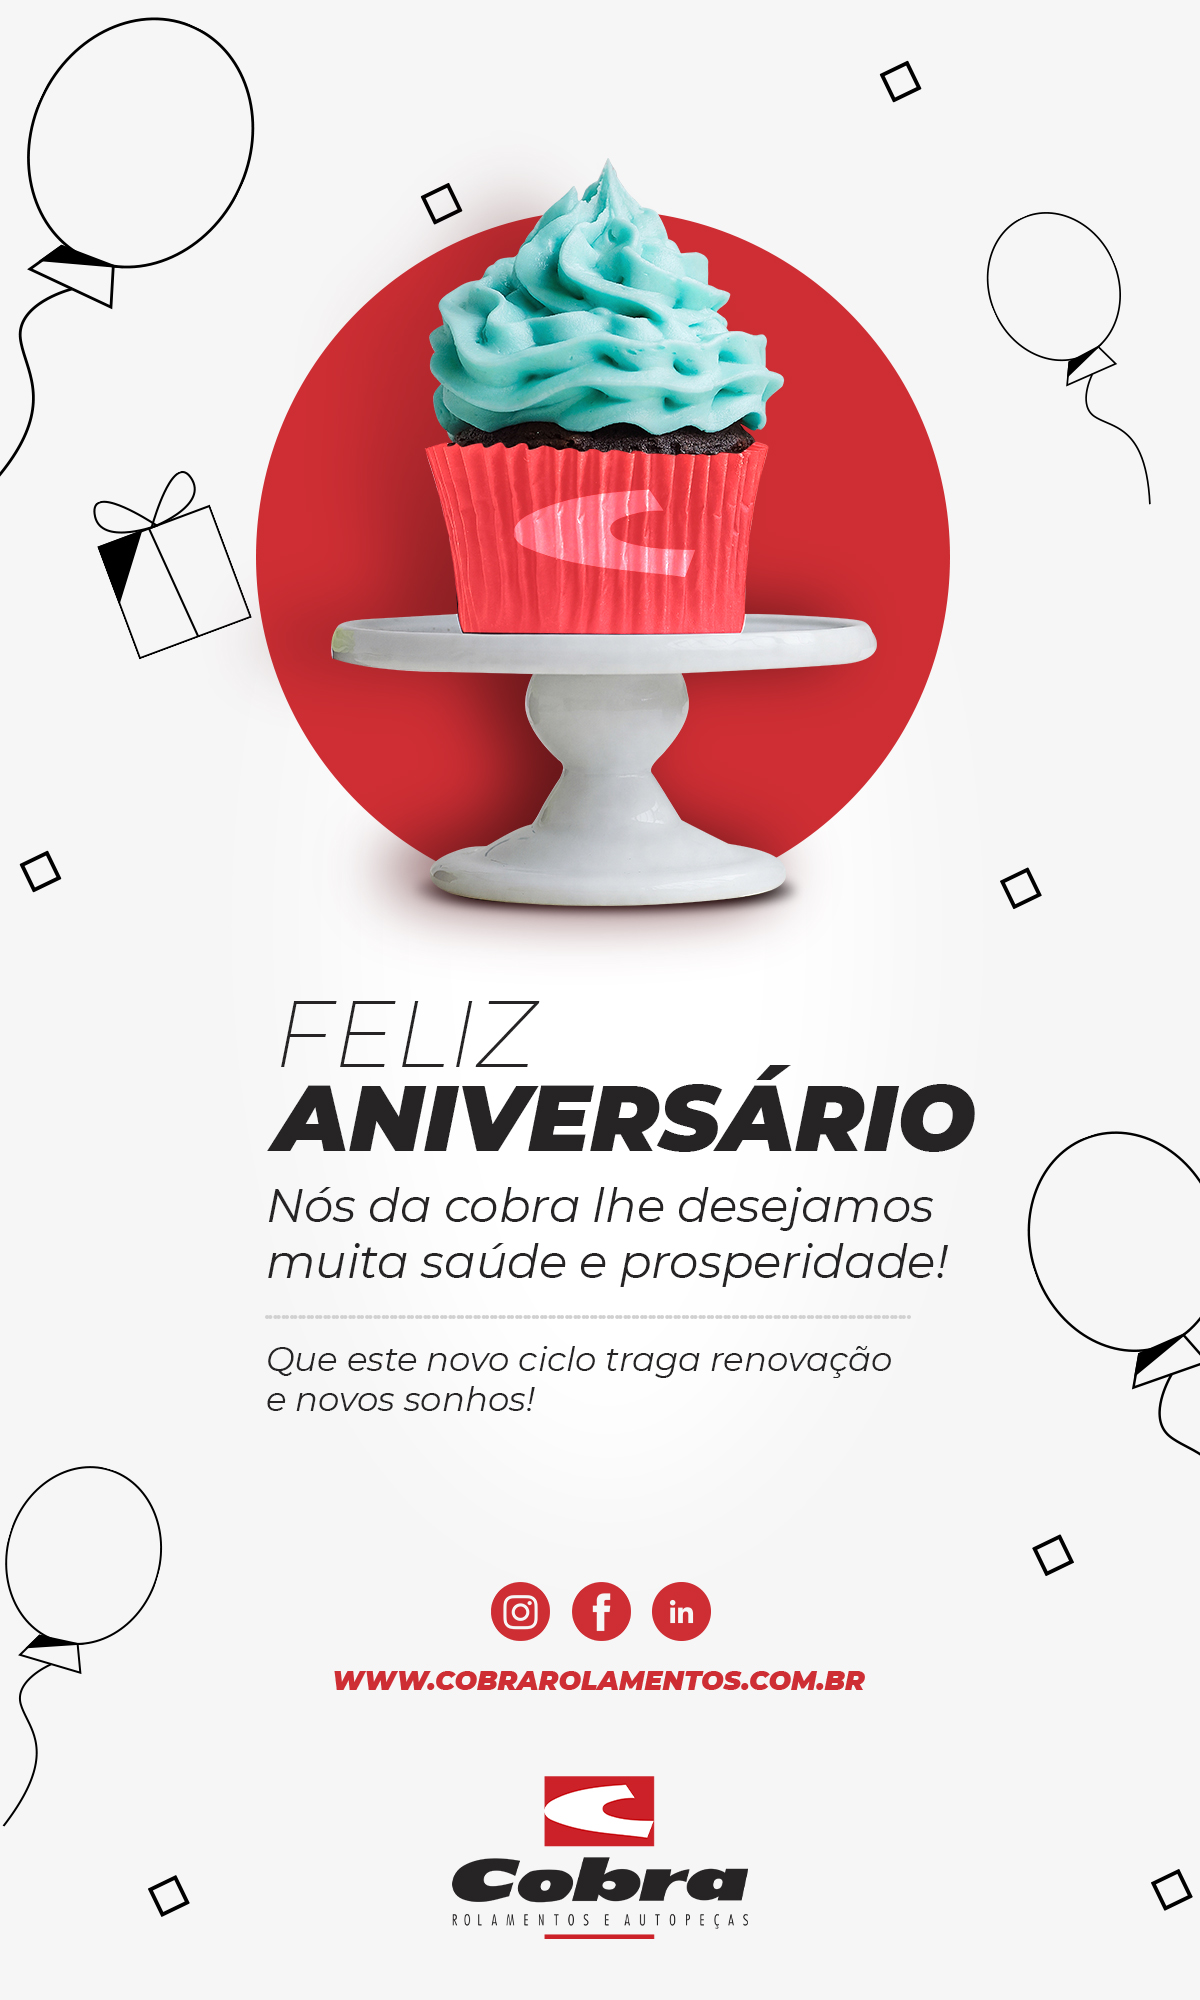 FELIZ
ANIVERSÁRIO
Nós da cobra lhe desejamos
muita saúde e prosperidade!
Que este novo ciclo traga renovação
e novos sonhos!
in
WWW.COBRAROLAMENTOS.COM.BR
Cobra
ROLAMENTOS E AUTOPEÇAS